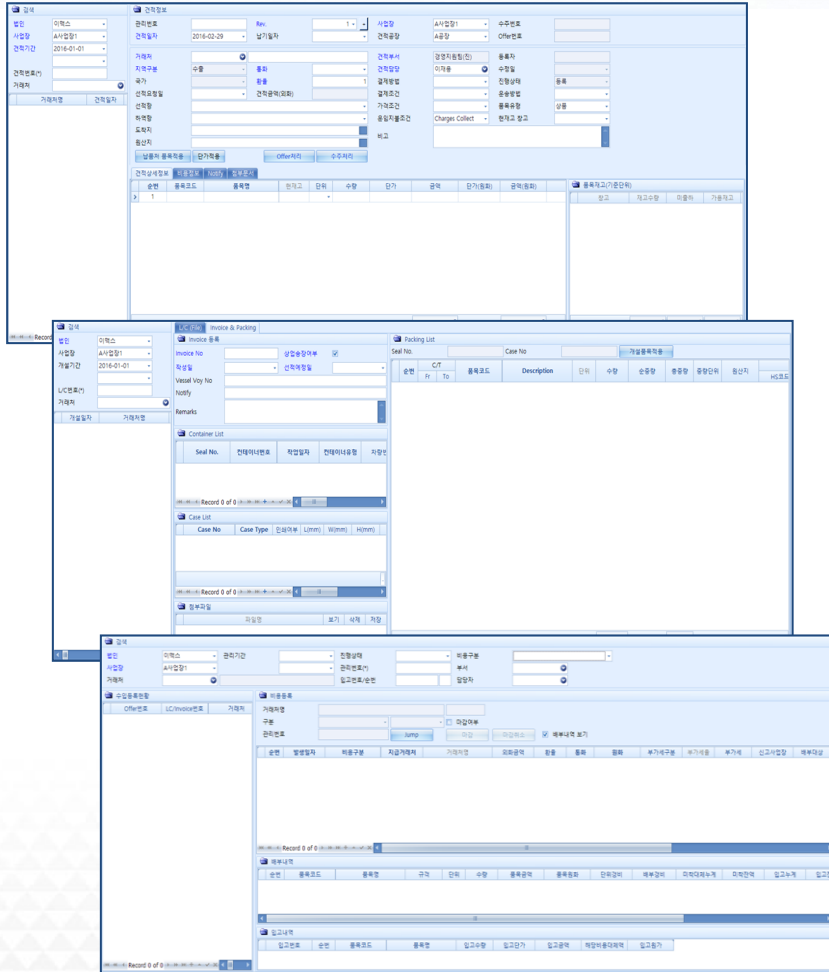 검색
법인 이맥스
사업장 A사업장1
견적기간 2016-01-01
견적번호(*)
거래처
거래처명 견적일자
Record
견적정보
관리번호 Rev. 1 사업장 A사업장1 수주번호
견적일자 2016-02-29 납기일자 견적공장 A공장 Offer번호
거래처 견적부서 경영지원팀(진) 등록자
지역구분 수출 통화 견적담당 이재용 수정일
국가 환율 1 결제방법 진행상태 등록
선적요청일 견적금액(외화) 결제조건 운송방법
선적항 가격조건 품목유형 상품
하역항 운임지불조건 Charges Collect 현재고 창고
도착지 비고
원산지
납품처 품목적용 단가적용 Offer처리 수주처리
견적상세정보 비용정보 Notify 첨부문서
순번 품목코드 품목명 현재고 단위 수량 단가 금액 단가(원화) 금액(원화)
1
품목재고(기준단위)
창고 재고수량 미출하 가용재고
검색
법인 이맥스
사업장 A사업장1
개설기간 2016-01-01
L/C번호(*)
거래처
개설일자 거래처명
L/C (File) Invoice & Packing
Invoice 등록
Invoice No 상업송장여부
작성일 선적예정일
Vessel Voy No
Notify
Remarks
Container List
Seal No. 컨테이너번호 작업일자 컨테이너유형
Record 0 of 0
Case List
Case No Case Type 인쇄여부 L(mm) W(mm) H(mm)
Record 0 of 0
첨부파일
파일명 보기 삭제 저장
Packing List
Seal No. Case No 개설품목적용
순번 C/T 품목코드 Description 단위 수량 순중량 총중량 중량단위 원산지
Fr To HS코드
검색
법인 이맥스 관리기간 진행상태 비용구분
사업장 A사업장1 관리번호(*) 부서
거래처 입고번호/순번 담당자
수입등록현황
Offer번호 LC/Invoice번호 거래처
Record 0 of 0
비용등록
거래처명
구분 마감여부
관리번호 Jump 마감 마감취소 배부내역 보기
순번 발생일자 비용구분 지급거래처 거래처명 외화금액 환율 통화 원화 부가세구분 부가세율 부가세 신고사업장 배부대상
Record 0 of 0
배부내역
순번 품목코드 품목명 규격 단위 수량 품목금액 품목원화 단위경비 배부경비 미착대체누계 미착잔액 입고누계
입고내역
입고번호 순번 품목코드 품목명 입고수량 입고단가 입고금액 해당비용대체액 입고원가